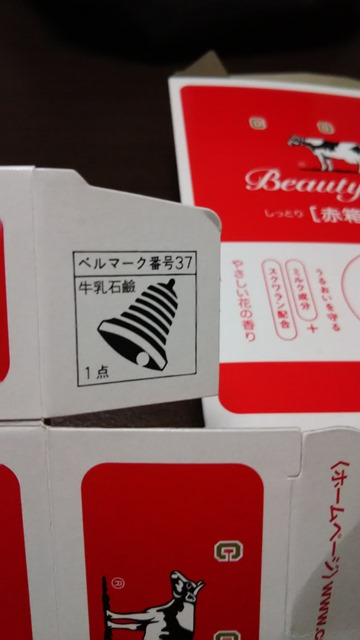 ベルマーク番号37
牛乳石鹸
1点
Beauty
しっとり [赤箱
やさしい花の香り
うるおいを守る
ミルク成分 +
スクワラン配合
®
C
〈ホームページ〉www.